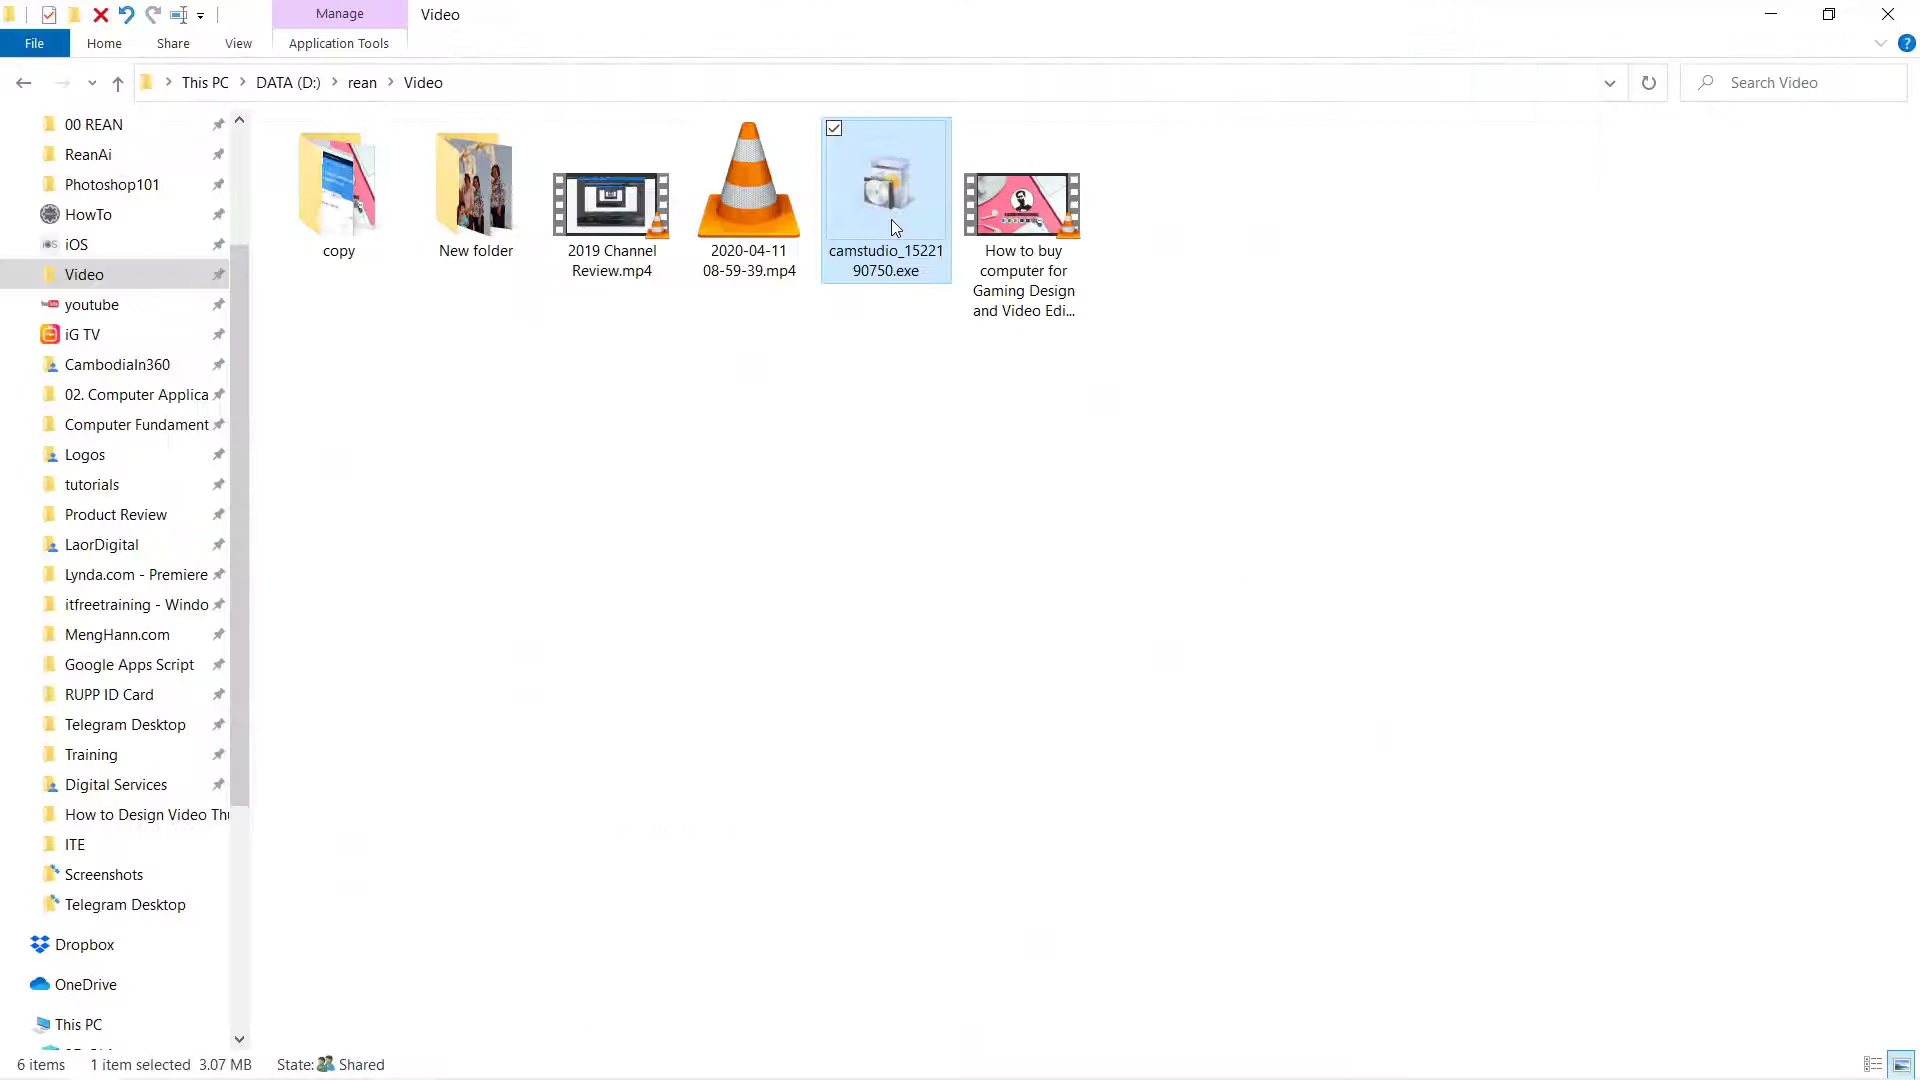 Manage
Video
File
Home
Share
View
Application Tools
This PC
DATA (D:)
rean
Video
Search Video
00 REAN
ReanAi
Photoshop101
HowTo
iOS
Video
youtube
iG TV
CambodiaIn360
02. Computer Applica
Computer Fundament
Logos
tutorials
Product Review
LaorDigital
Lynda.com - Premiere
itfreetraining - Windo
MengHann.com
Google Apps Script
RUPP ID Card
Telegram Desktop
Training
Digital Services
How to Design Video Thu
ITE
Screenshots
Telegram Desktop
Dropbox
OneDrive
This PC
copy
New folder
2019 Channel
Review.mp4
2020-04-11
08-59-39.mp4
camstudio_15221
90750.exe
How to buy
computer for
Gaming Design
and Video Edi...
6 items
1 item selected 3.07 MB
State: Shared